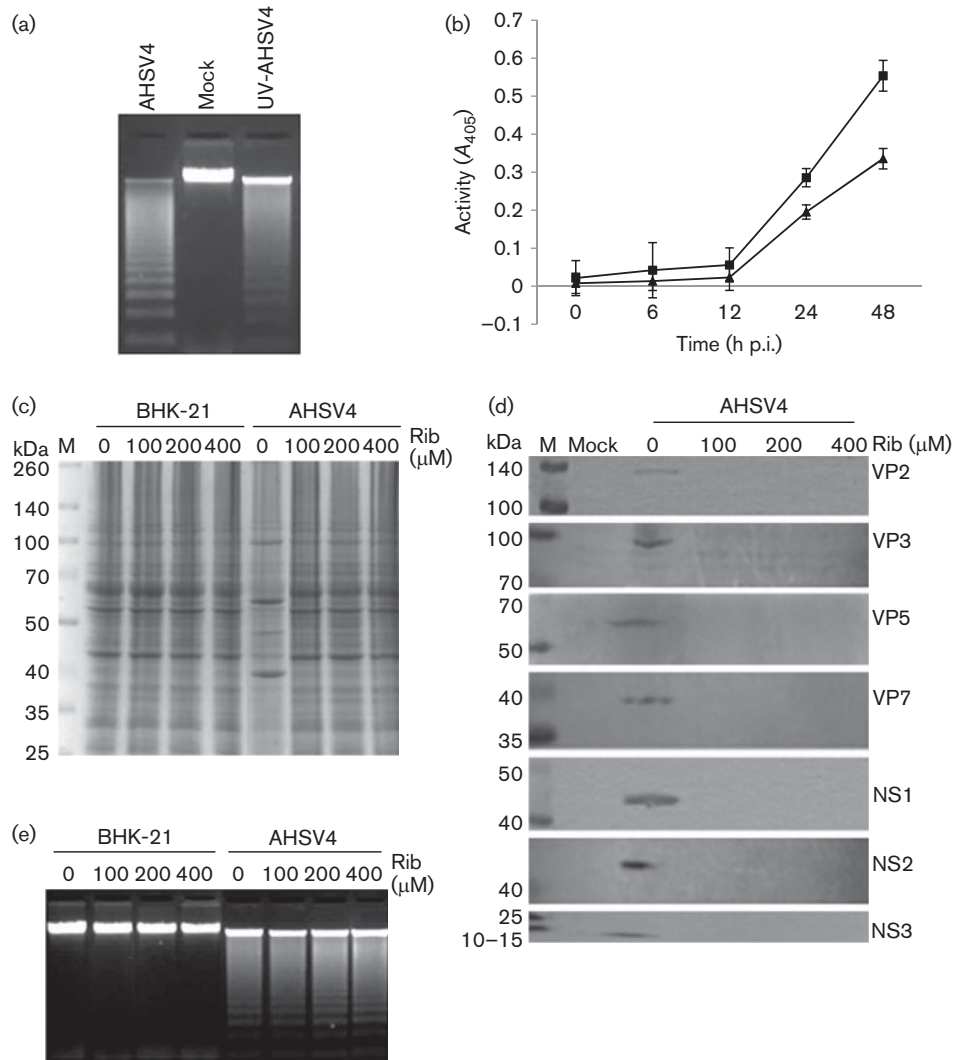 (a)
AHSV4
Mock
UV-AHSV4
(b)
0.7
0.6
0.5
0.4
0.3
0.2
0.1
0
−0.1
Activity (A405)
0 6 12 24 48
Time (h p.i.)
(c)
BHK-21 AHSV4
kDa M 0 100 200 400 0 100 200 400 Rib (μM)
260
140
100
70
50
40
35
25
(d)
AHSV4
kDa M Mock 0 100 200 400 Rib (μM)
140 VP2
100
100 VP3
70
70 VP5
50
40 VP7
35
50 NS1
40
NS2
40
25 NS3
10–15
(e)
BHK-21 AHSV4
0 100 200 400 0 100 200 400 Rib (μM)